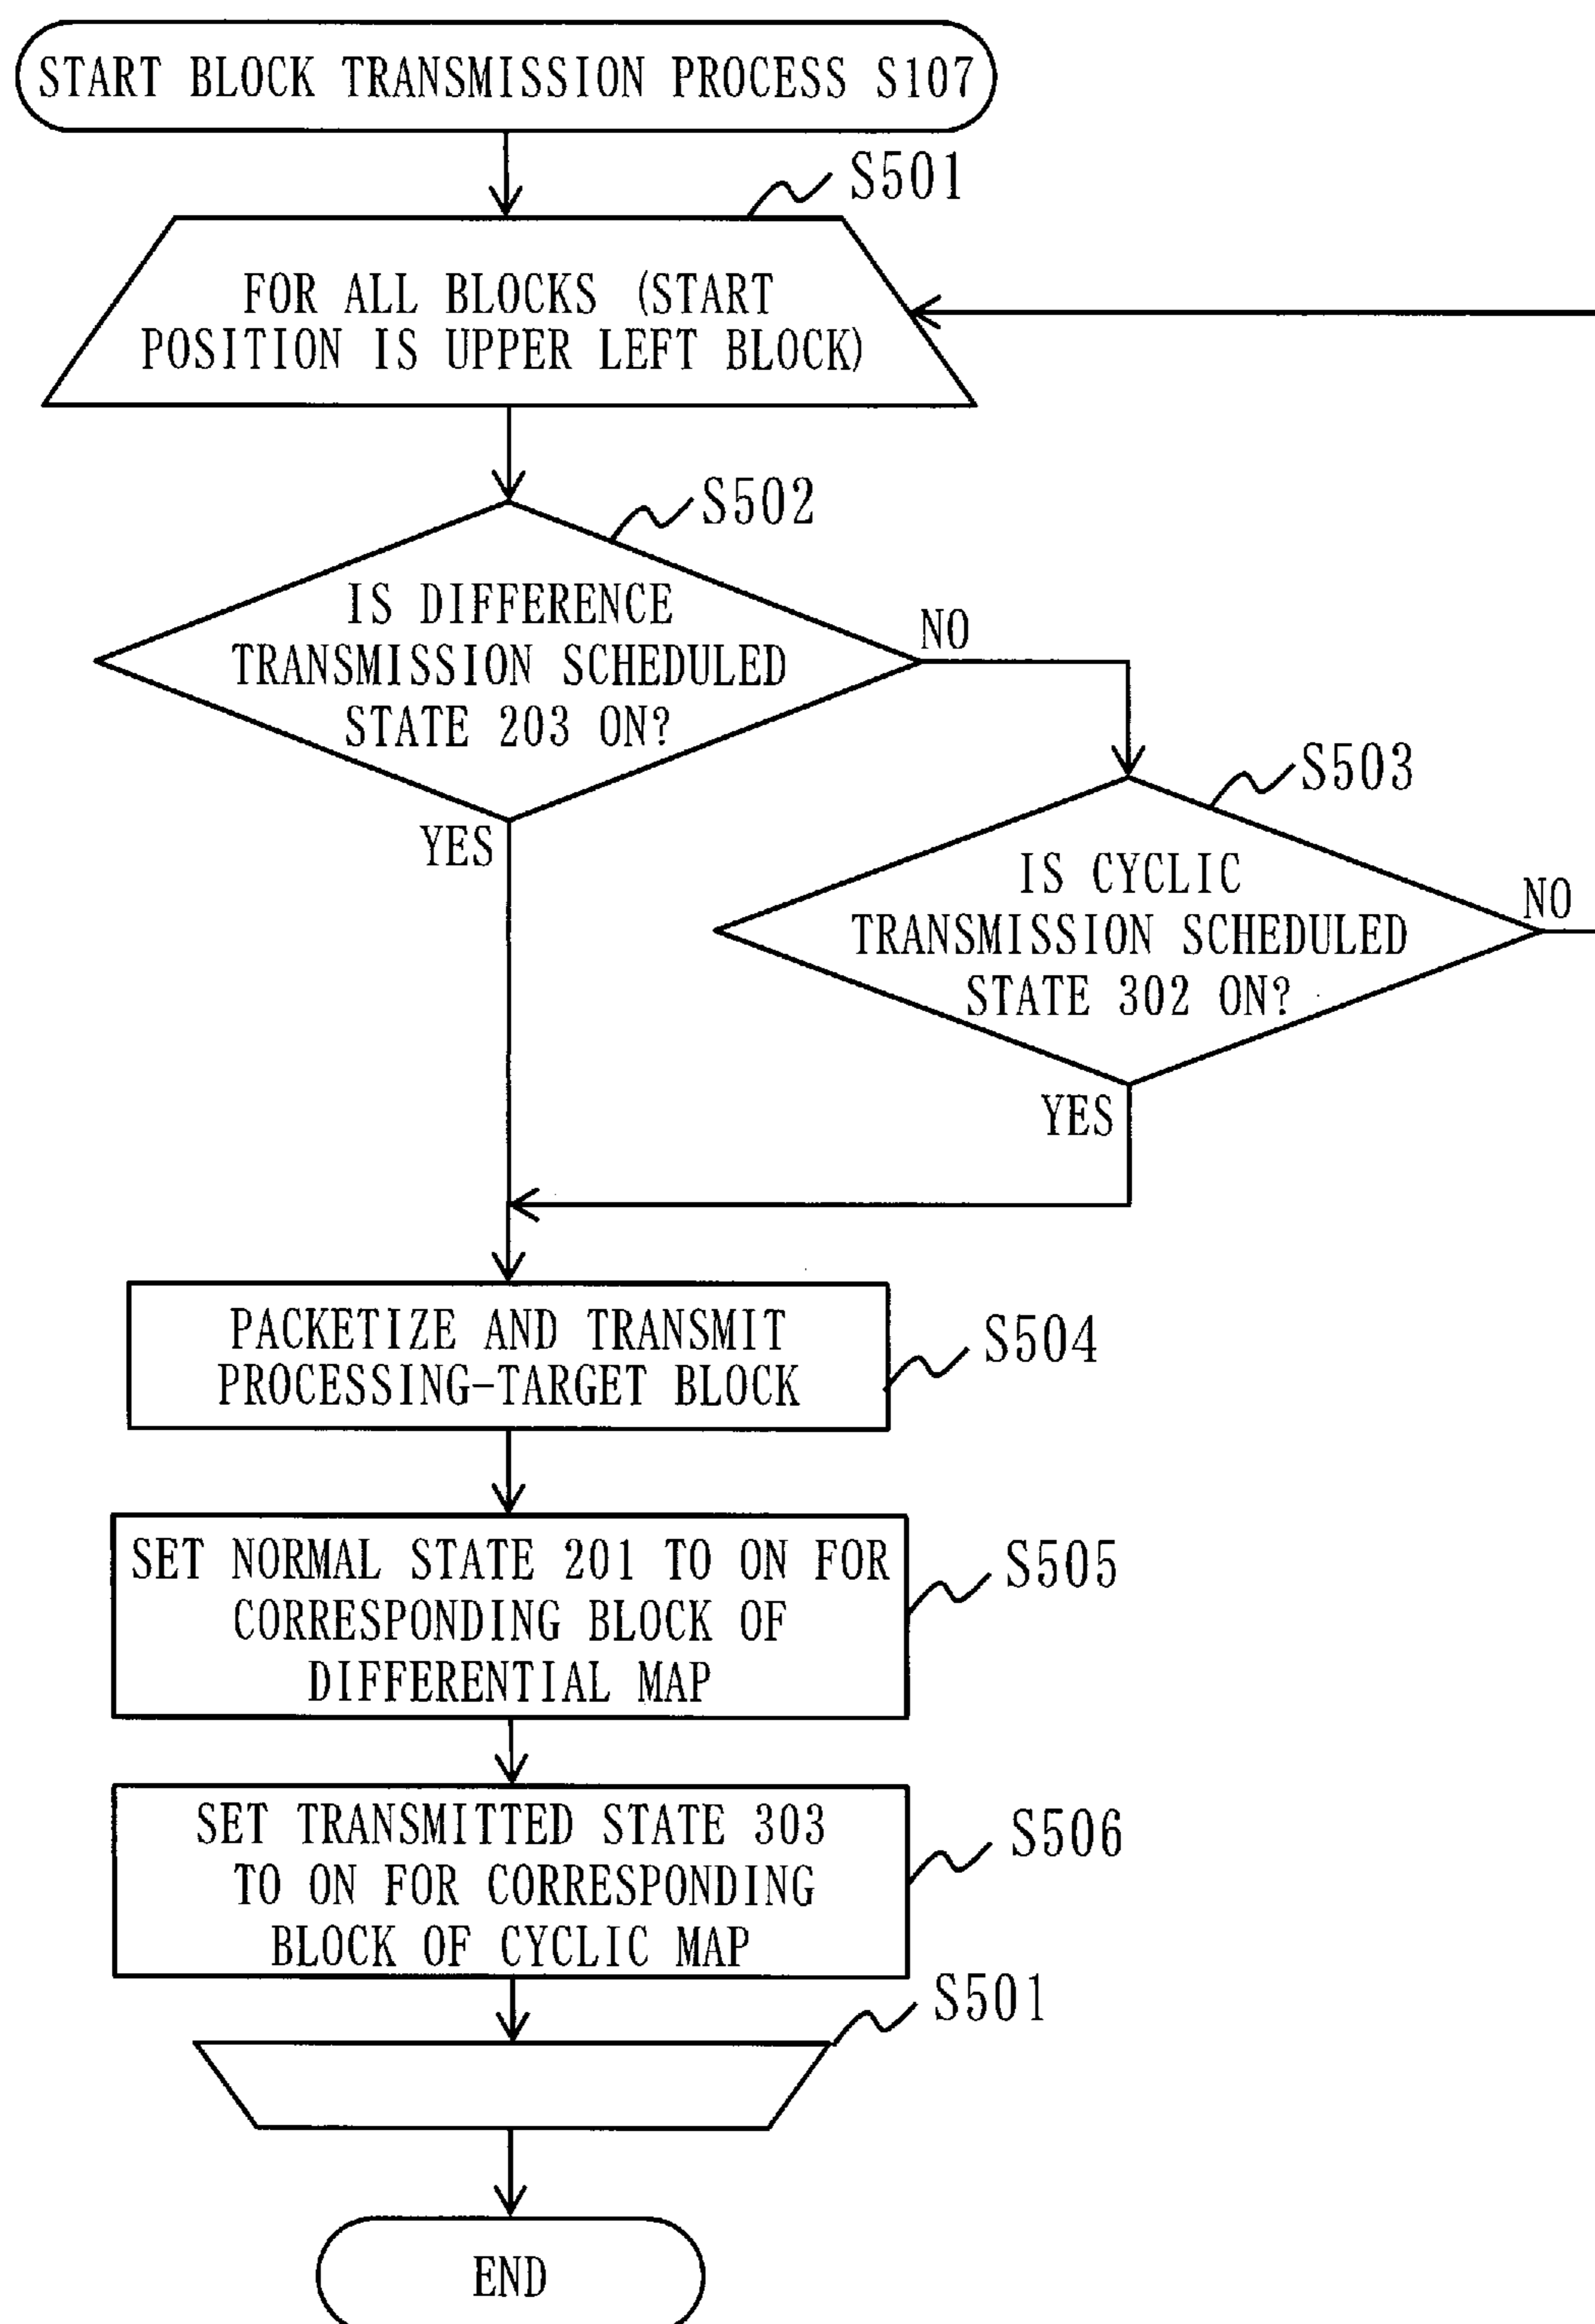 START BLOCK TRANSMISSION PROCESS S107
S501
FOR ALL BLOCKS (START
POSITION IS UPPER LEFT BLOCK)
S502
IS DIFFERENCE
TRANSMISSION SCHEDULED
STATE 203 ON?
NO
YES
S503
IS CYCLIC
TRANSMISSION SCHEDULED
STATE 302 ON?
NO
YES
PACKETIZE AND TRANSMIT
PROCESSING-TARGET BLOCK
S504
SET NORMAL STATE 201 TO ON FOR
CORRESPONDING BLOCK OF
DIFFERENTIAL MAP
S505
SET TRANSMITTED STATE 303
TO ON FOR CORRESPONDING
BLOCK OF CYCLIC MAP
S506
S501
END